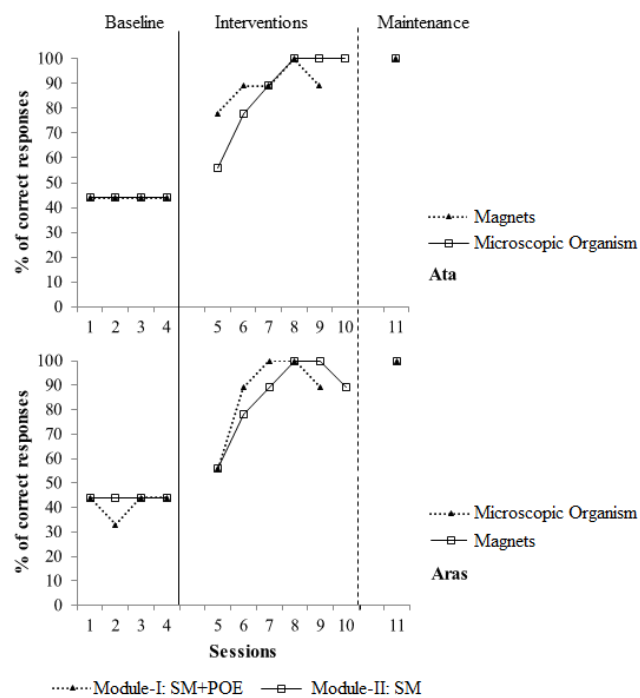 Baseline Interventions Maintenance
% of correct responses
100
90
80
70
60
50
40
30
20
10
0
1 2 3 4 5 6 7 8 9 10 11
Magnets
Microscopic Organism
Ata
% of correct responses
100
90
80
70
60
50
40
30
20
10
0
1 2 3 4 5 6 7 8 9 10 11
Microscopic Organism
Magnets
Aras
Sessions
Module-I: SM+POE Module-II: SM